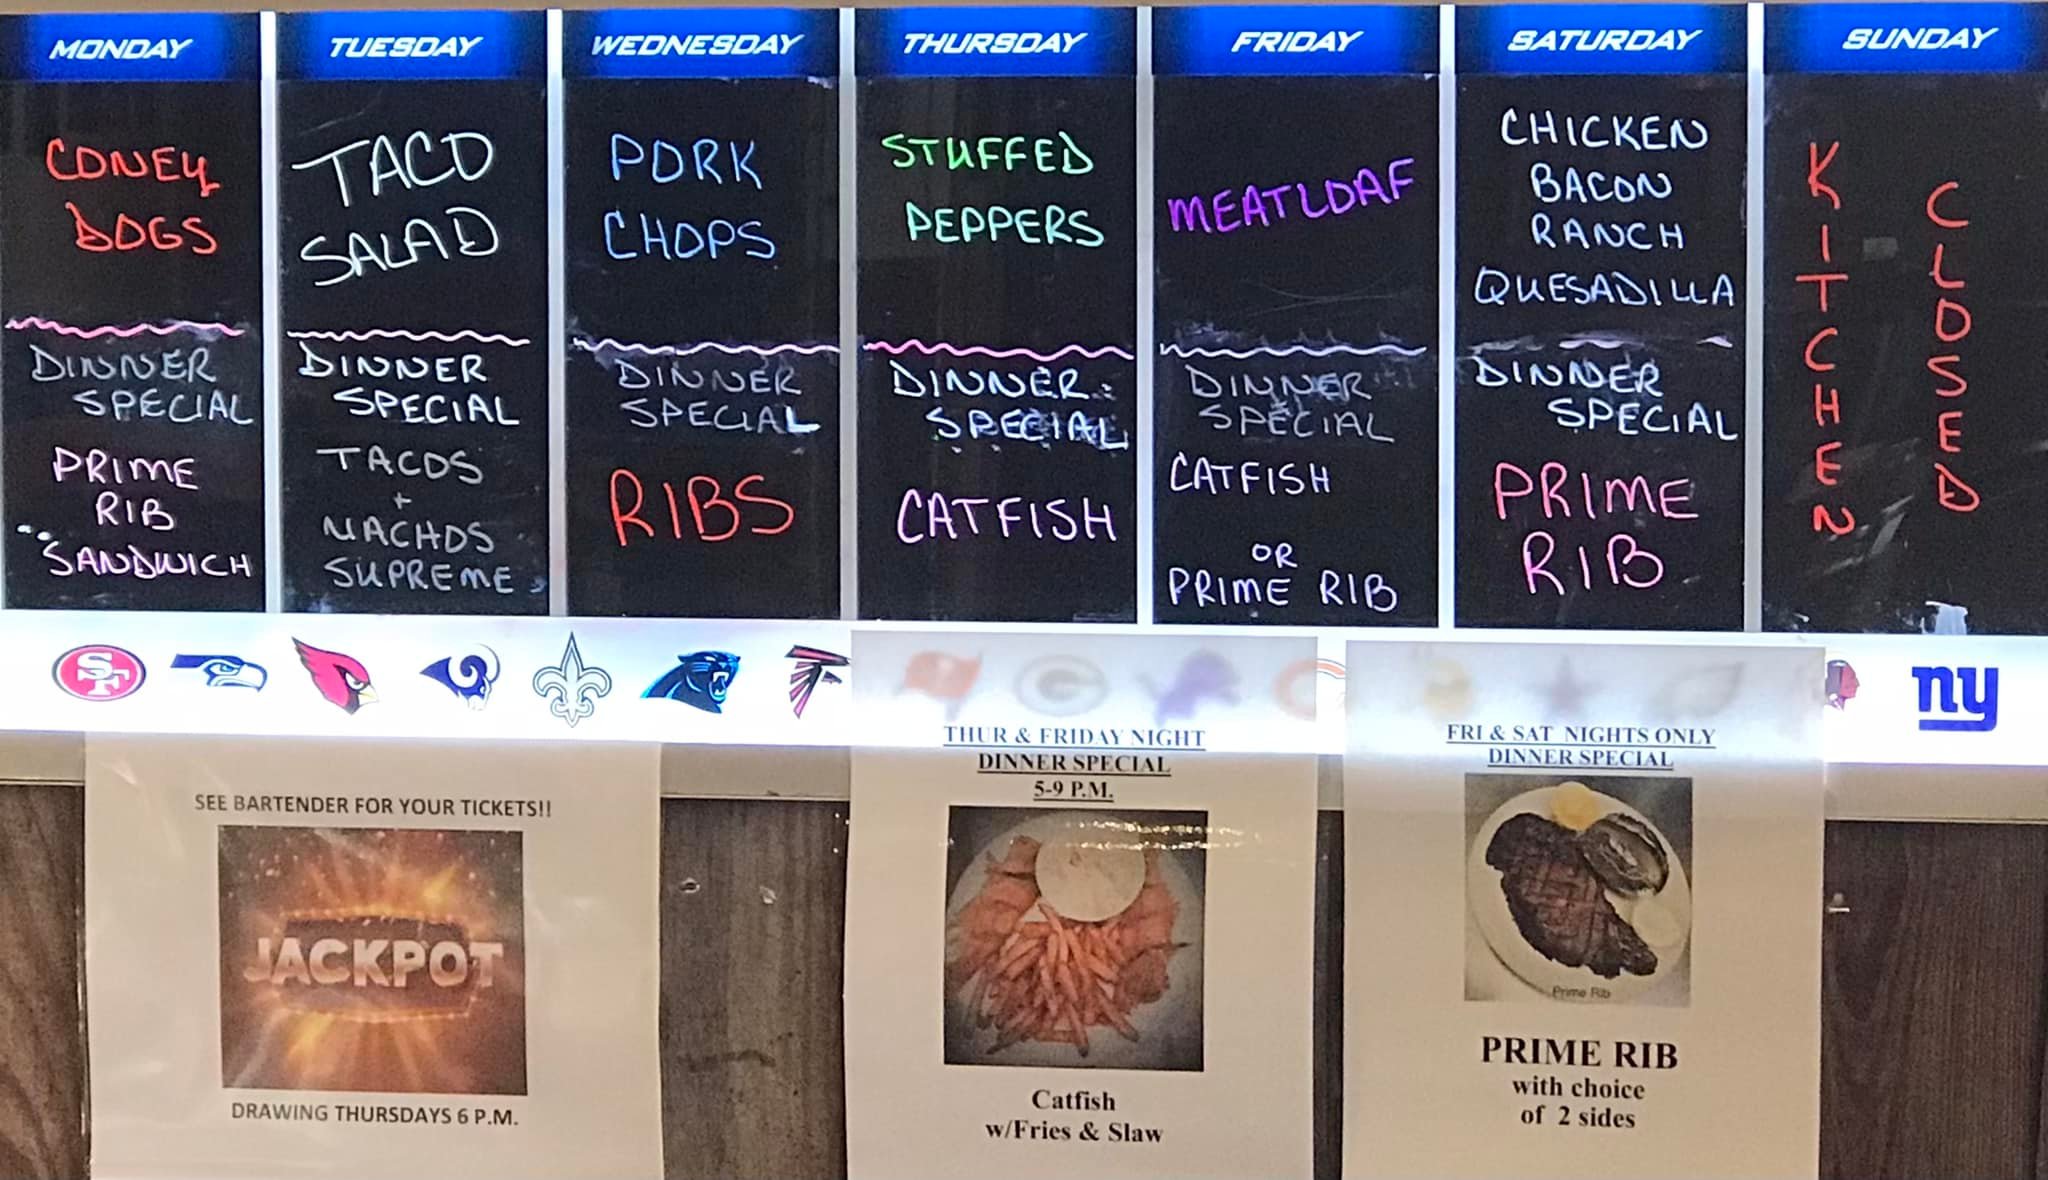 MONDAY
CONEY
DOGS
DINNER
SPECIAL
PRIME
RIB
SANDWICH
TUESDAY
TACO
SALAD
DINNER
SPECIAL
TACOS
+
NACHOS
SUPREME
WEDNESDAY
PORK
CHOPS
DINNER
SPECIAL
RIBS
THURSDAY
STUFFED
PEPPERS
DINNER
SPECIAL
CATFISH
FRIDAY
MEATLOAF
DINNER
SPECIAL
CATFISH
OR
PRIME RIB
SATURDAY
CHICKEN
BACON
RANCH
QUESADILLA
DINNER
SPECIAL
PRIME
RIB
SUNDAY
KITCHEN
CLOSED
SF
ny
SEE BARTENDER FOR YOUR TICKETS!!
JACKPOT
DRAWING THURSDAYS 6 P.M.
THUR & FRIDAY NIGHT
DINNER SPECIAL
5-9 P.M.
Catfish
w/Fries & Slaw
FRI & SAT NIGHTS ONLY
DINNER SPECIAL
Prime Rib
PRIME RIB
with choice
of 2 sides